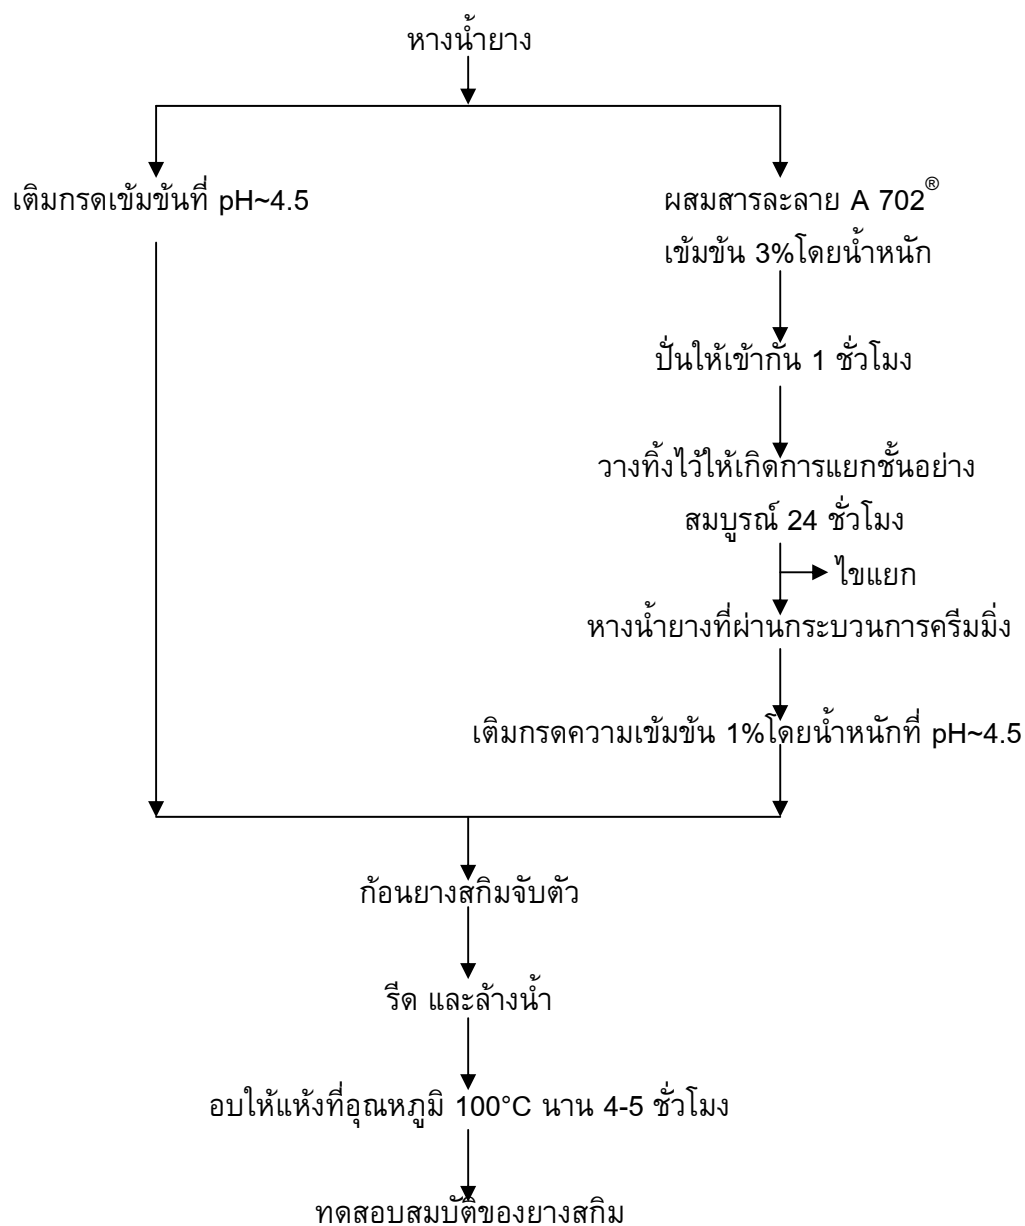 หางน้ำยาง
เติมกรดเข้มข้นที่ pH~4.5
ผสมสารละลาย A 702®
เข้มข้น 3%โดยน้ำหนัก
ปั่นให้เข้ากัน 1 ชั่วโมง
วางทิ้งไว้ให้เกิดการแยกชั้นอย่าง
สมบูรณ์ 24 ชั่วโมง
ไขแยก
หางน้ำยางที่ผ่านกระบวนการครีมมิ่ง
เติมกรดความเข้มข้น 1%โดยน้ำหนักที่ pH~4.5
ก้อนยางสกิมจับตัว
รีด และล้างน้ำ
อบให้แห้งที่อุณหภูมิ 100°C นาน 4-5 ชั่วโมง
ทดสอบสมบัติของยางสกิม